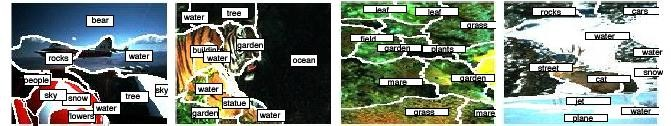 bear
rocks
water
people
sky
snow
tree
sky
water
flowers
water
tree
building
garden
water
ocean
water
statue
garden
water
leaf
leaf
grass
field
garden
plants
mare
garden
grass
mare
rocks
cars
water
water
street
snow
cat
jet
water
plane